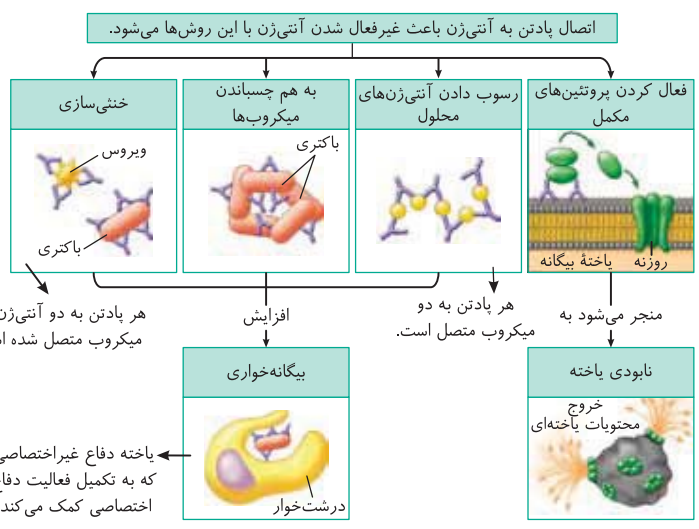 اتصال پادتن به آنتی‌ژن باعث غیرفعال شدن آنتی‌ژن با این روش‌ها می‌شود.
فعال کردن پروتئین‌های
مکمل
یاختهٔ بیگانه
روزنه
رسوب دادن آنتی‌ژن‌های
محلول
به هم چسباندن
میکروب‌ها
باکتری
خنثی‌سازی
ویروس
باکتری
منجر می‌شود به
هر پادتن به دو
میکروب متصل است.
افزایش
هر پادتن به دو آنتی‌ژن
میکروب متصل شده
نابودی یاخته
خروج
محتویات یاخته‌ای
بیگانه‌خواری
درشت‌خوار
یاخته دفاع غیراختصاصی
که به تکمیل فعالیت
اختصاصی کمک می‌کند